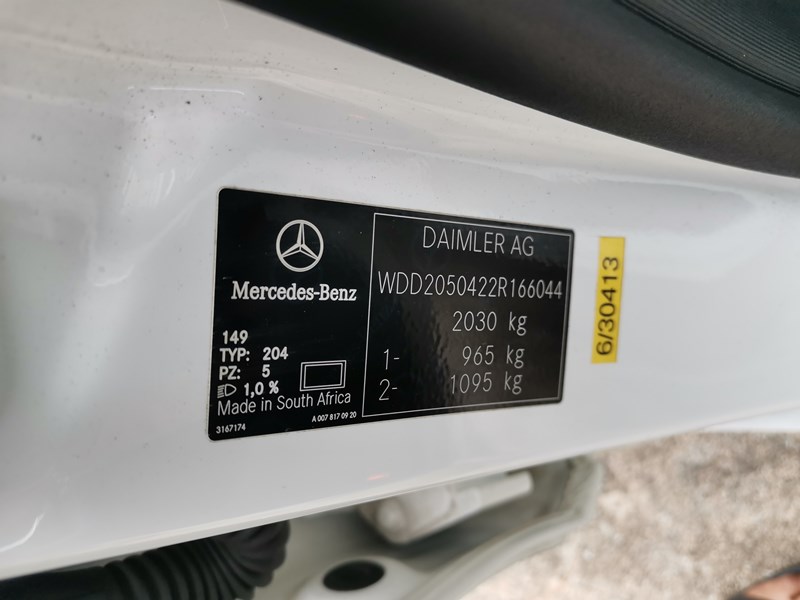 Mercedes-Benz
149
TYP: 204
PZ: 5
1,0 %
Made in South Africa
3167174
A 007 817 09 20
DAIMLER AG
WDD2050422R166044
2030 kg
1- 965 kg
2- 1095 kg
6/30413